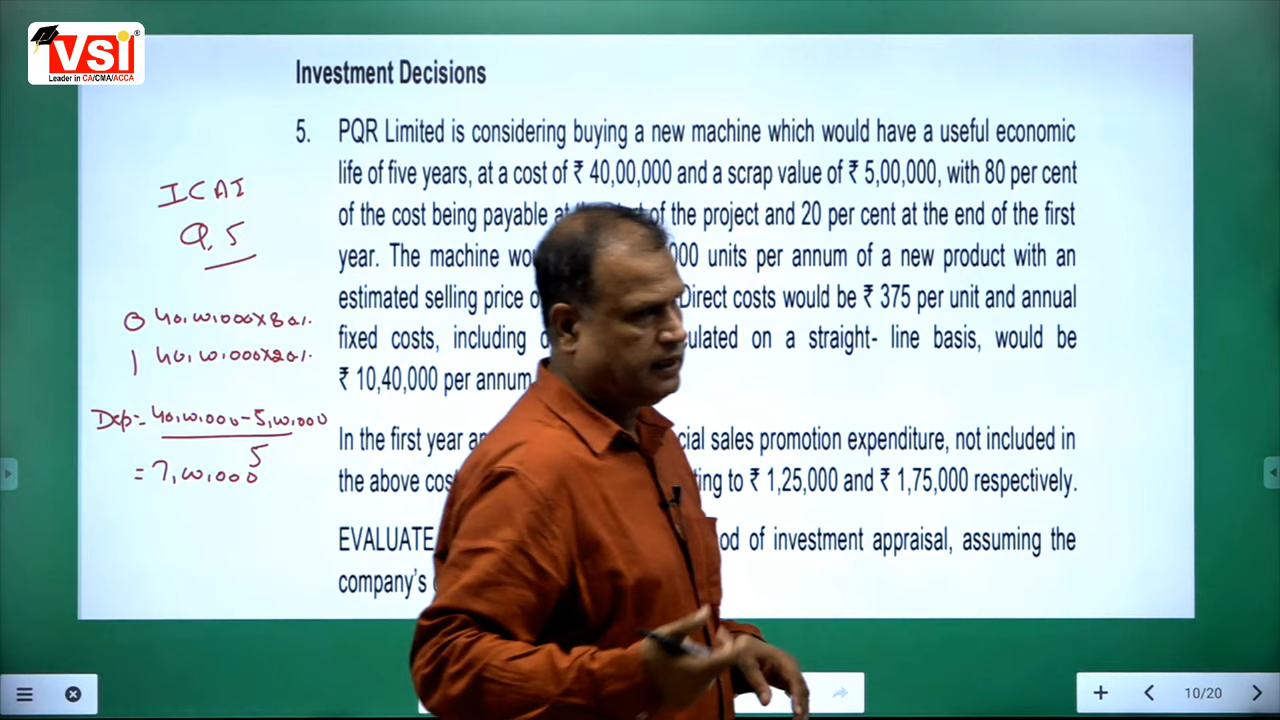 VSI
Leader in CA/CMA/ACCA
Investment Decisions
5. PQR Limited is considering buying a new machine which would have a useful economic
life of five years, at a cost of ₹ 40,00,000 and a scrap value of ₹ 5,00,000, with 80 per cent
of the cost being payable at of the project and 20 per cent at the end of the first
year. The machine 000 units per annum of a new product with an
estimated selling price Direct costs would be ₹ 375 per unit and annual
fixed costs, including on a straight- line basis, would be
₹ 10,40,000 per annum
In the first year sales promotion expenditure, not included in
the above to ₹ 1,25,000 and ₹ 1,75,000 respectively.
EVALUATE of investment appraisal, assuming the
company's
ICAI
Q.5
0 40,00,000x80%.
1 40,00,000x20%.
Dep = 40,00,000 - 5,00,000
5
= 7,00,000
10/20